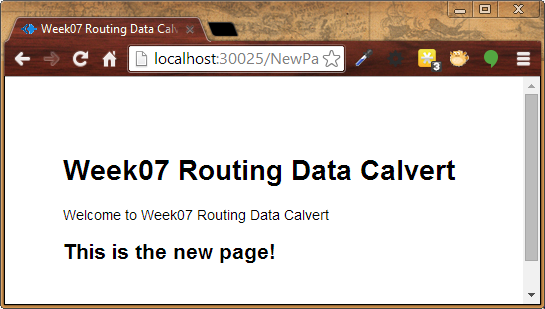 Week07 Routing Data Calv
localhost:30025/NewPa
3
Week07 Routing Data Calvert
Welcome to Week07 Routing Data Calvert
This is the new page!